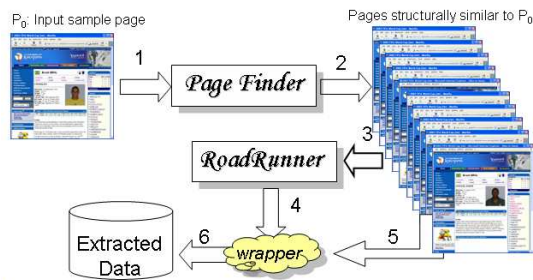 P0: Input sample page
Pages structurally similar to P0
1
Page Finder
2
3
RoadRunner
4
6
wrapper
5
Extracted
Data